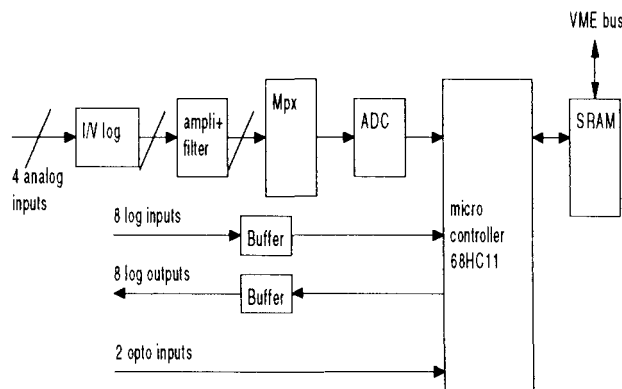 VME bus
I/V log
ampli+
filter
Mpx
ADC
SRAM
4 analog
inputs
8 log inputs
Buffer
micro
controller
68HC11
8 log outputs
Buffer
2 opto inputs